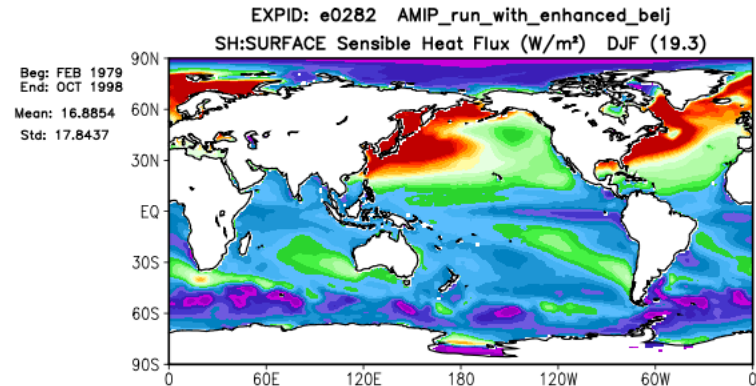 EXPID: e0282 AMIP_run_with_enhanced_belj
SH:SURFACE Sensible Heat Flux (W/m²) DJF (19.3)
Beg: FEB 1979
End: OCT 1998
Mean: 16.8854
Std: 17.8437
90N
60N
30N
EQ
30S
60S
90S
0 60E 120E 180 120W 60W 0